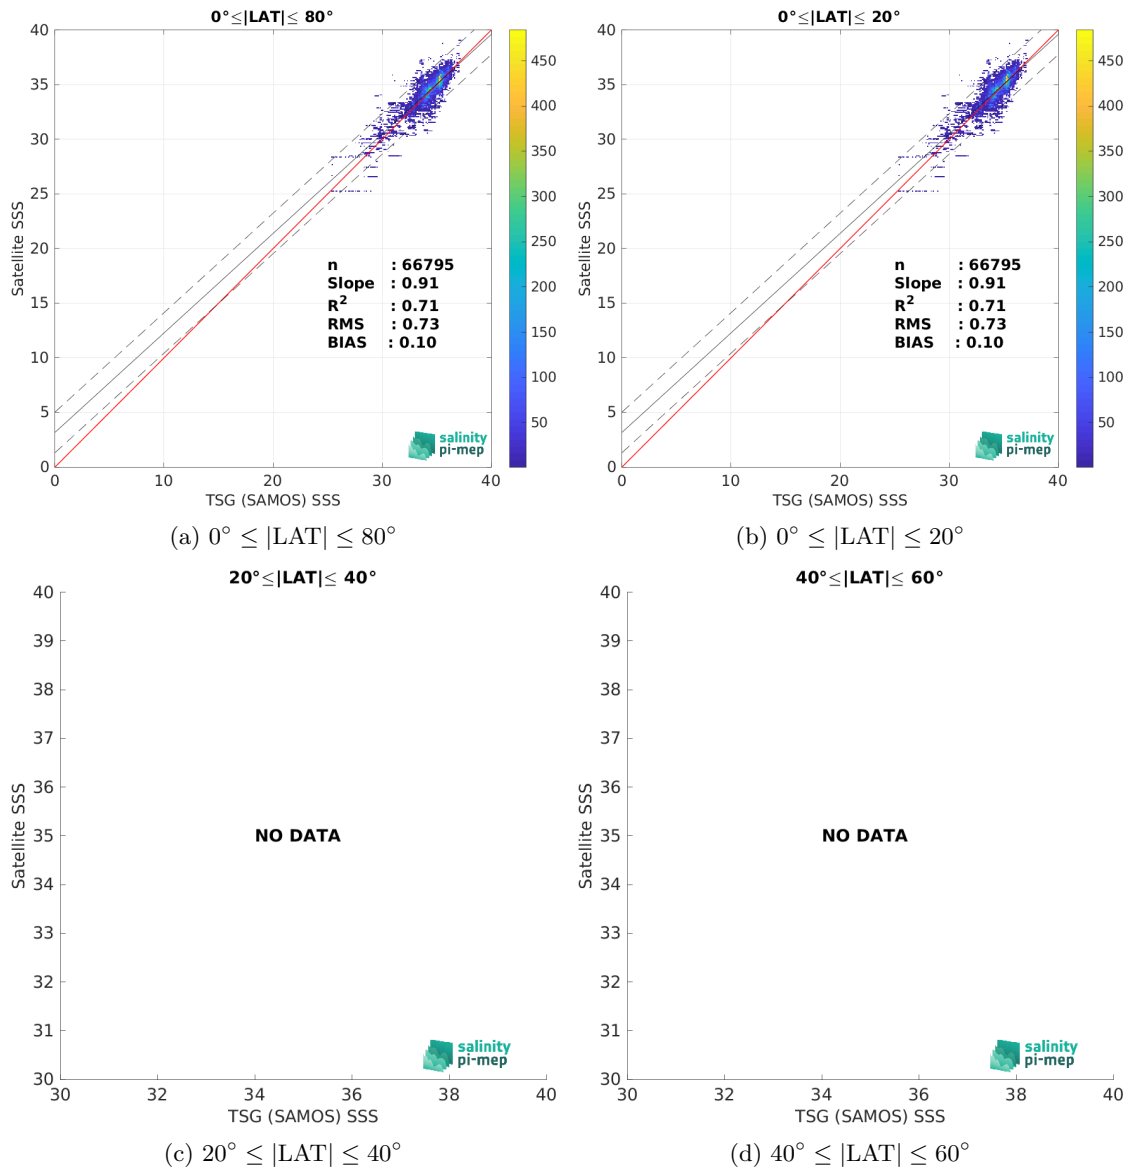 0°≤|LAT|≤ 80°
40
35
30
25
20
15
10
5
0
Satellite SSS
n : 66795
Slope : 0.91
R² : 0.71
RMS : 0.73
BIAS : 0.10
salinity
pi-mep
0 10 20 30 40
TSG (SAMOS) SSS
450
400
350
300
250
200
150
100
50
(a) 0° ≤ |LAT| ≤ 80°
0°≤|LAT|≤ 20°
40
35
30
25
20
15
10
5
0
Satellite SSS
n : 66795
Slope : 0.91
R² : 0.71
RMS : 0.73
BIAS : 0.10
salinity
pi-mep
0 10 20 30 40
TSG (SAMOS) SSS
450
400
350
300
250
200
150
100
50
(b) 0° ≤ |LAT| ≤ 20°
20°≤|LAT|≤ 40°
40
39
38
37
36
35
34
33
32
31
30
Satellite SSS
NO DATA
salinity
pi-mep
30 32 34 36 38 40
TSG (SAMOS) SSS
(c) 20° ≤ |LAT| ≤ 40°
40°≤|LAT|≤ 60°
40
39
38
37
36
35
34
33
32
31
30
Satellite SSS
NO DATA
salinity
pi-mep
30 32 34 36 38 40
TSG (SAMOS) SSS
(d) 40° ≤ |LAT| ≤ 60°